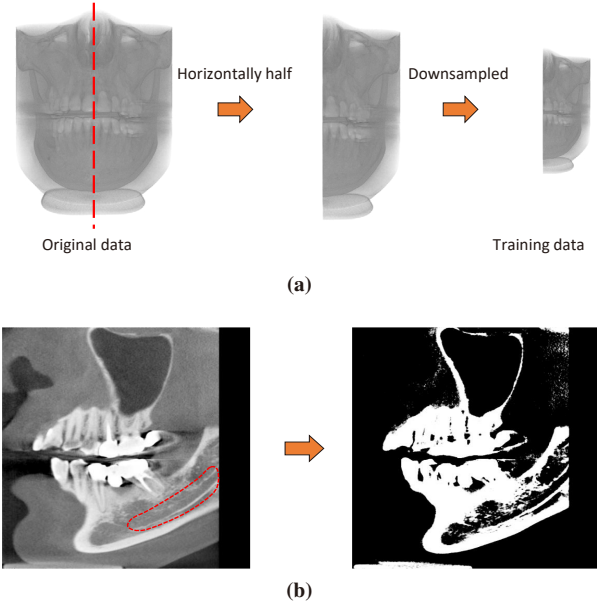 Horizontally half
Downsampled
Original data
Training data
(a)
(b)